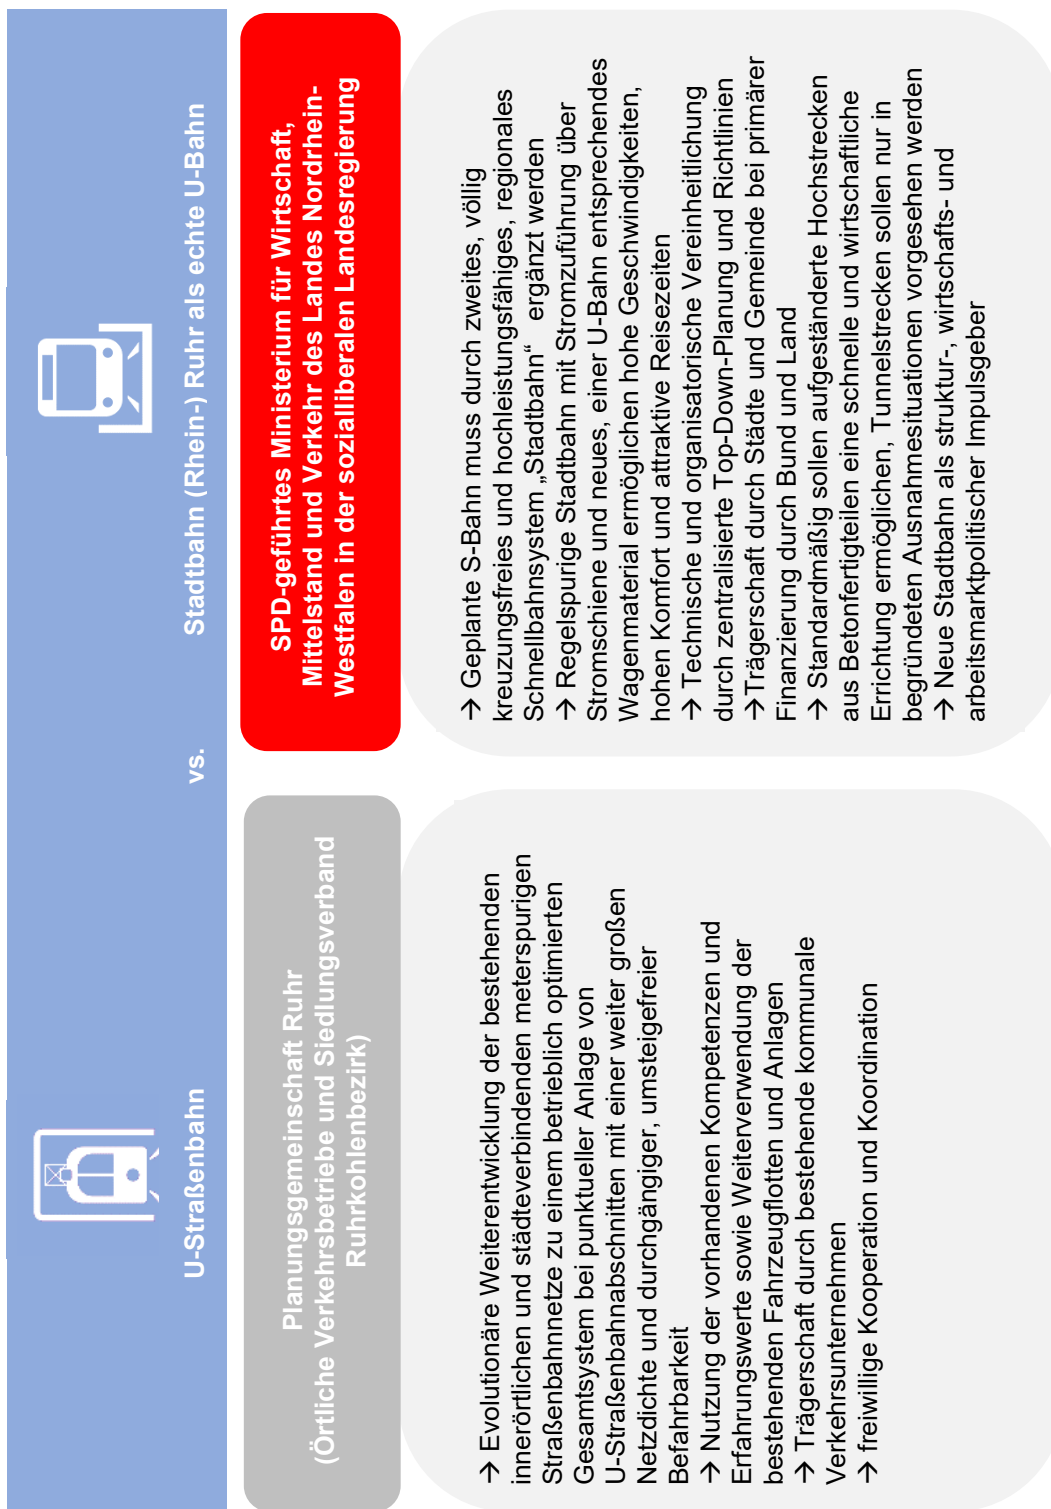 U-Straßenbahn vs. Stadtbahn (Rhein-) Ruhr als echte U-Bahn
Planungsgemeinschaft Ruhr
(Örtliche Verkehrsbetriebe und Siedlungsverband
Ruhrkohlenbezirk)
→ Evolutionäre Weiterentwicklung der bestehenden
innerörtlichen und städteverbindenden meterspurigen
Straßenbahnnetze zu einem betrieblich optimierten
Gesamtsystem bei punktueller Anlage von
U-Straßenbahnabschnitten mit einer weiter großen
Netzdichte und durchgängiger, umsteigefreier
Befahrbarkeit
→ Nutzung der vorhandenen Kompetenzen und
Erfahrungswerte sowie Weiterverwendung der
bestehenden Fahrzeugflotten und Anlagen
→ Trägerschaft durch bestehende kommunale
Verkehrsunternehmen
→ freiwillige Kooperation und Koordination
SPD-geführtes Ministerium für Wirtschaft,
Mittelstand und Verkehr des Landes Nordrhein-
Westfalen in der sozialliberalen Landesregierung
→ Geplante S-Bahn muss durch zweites, völlig
kreuzungsfreies und hochleistungsfähiges, regionales
Schnellbahnsystem „Stadtbahn“ ergänzt werden
→ Regelspurige Stadtbahn mit Stromzuführung über
Stromschiene und neues, einer U-Bahn entsprechendes
Wagenmaterial ermöglichen hohe Geschwindigkeiten,
hohen Komfort und attraktive Reisezeiten
→ Technische und organisatorische Vereinheitlichung
durch zentralisierte Top-Down-Planung und Richtlinien
→Trägerschaft durch Städte und Gemeinde bei primärer
Finanzierung durch Bund und Land
→ Standardmäßig sollen aufgeständerte Hochstrecken
aus Betonfertigteilen eine schnelle und wirtschaftliche
Errichtung ermöglichen, Tunnelstrecken sollen nur in
begründeten Ausnahmesituationen vorgesehen werden
→ Neue Stadtbahn als struktur-, wirtschafts- und
arbeitsmarktpolitischer Impulsgeber